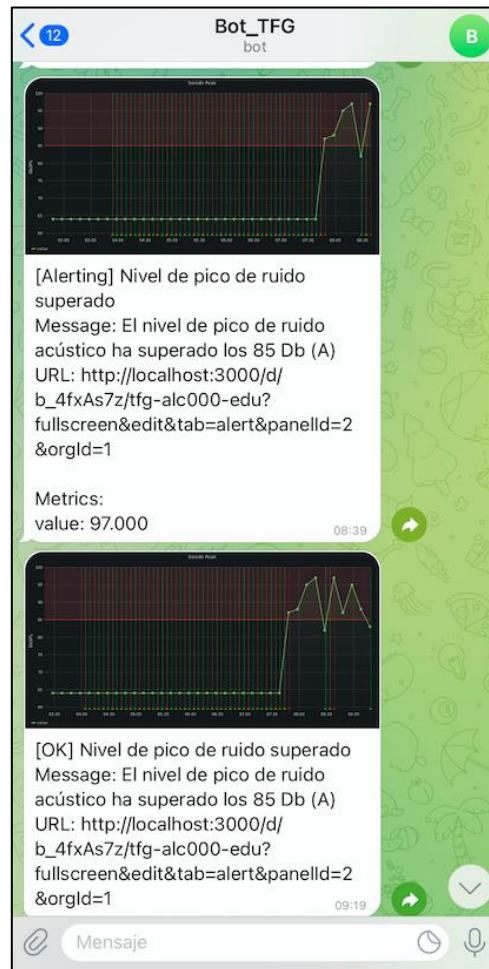 12
Bot_TFG
bot
B
Sonido Peak
[Alerting] Nivel de pico de ruido
superado
Message: El nivel de pico de ruido
acústico ha superado los 85 Db (A)
URL: http://localhost:3000/d/
b_4fxAs7z/tfg-alc000-edu?
fullscreen&edit&tab=alert&panelId=2
&orgId=1
Metrics:
value: 97.000
08:39
Sonido Peak
[OK] Nivel de pico de ruido superado
Message: El nivel de pico de ruido
acústico ha superado los 85 Db (A)
URL: http://localhost:3000/d/
b_4fxAs7z/tfg-alc000-edu?
fullscreen&edit&tab=alert&panelId=2
&orgId=1
09:19
Mensaje